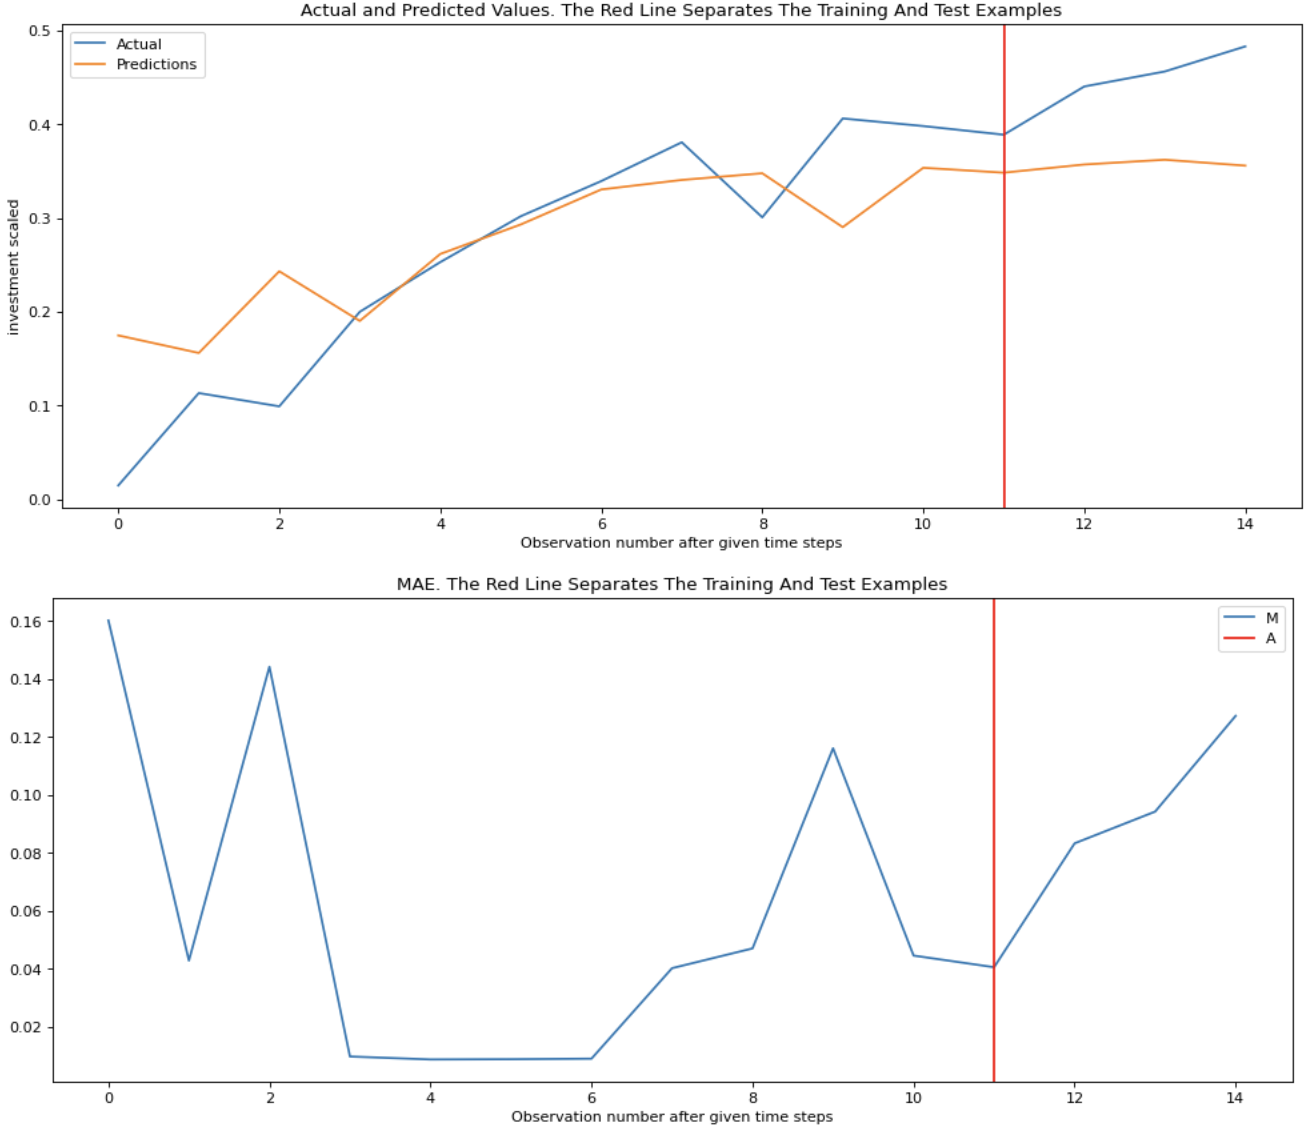 Actual and Predicted Values. The Red Line Separates The Training And Test Examples
0.5
Actual
Predictions
0.4
0.3
investment scaled
0.2
0.1
0.0
0 2 4 6 8 10 12 14
Observation number after given time steps
MAE. The Red Line Separates The Training And Test Examples
0.16
M
A
0.14
0.12
0.10
0.08
0.06
0.04
0.02
0 2 4 6 8 10 12 14
Observation number after given time steps